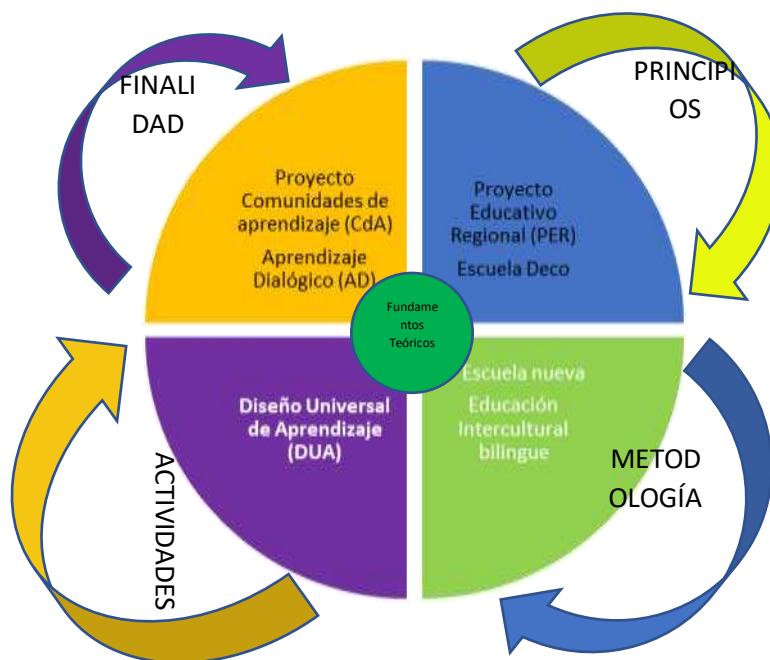 FINALI
DAD
PRINCIPI
OS
Proyecto
Comunidades de
aprendizaje (CdA)
Aprendizaje
Dialógico (AD)
Proyecto
Educativo
Regional (PER)
Escuela Deco
Fundame
ntos
Teóricos
Diseño Universal
de Aprendizaje
(DUA)
Escuela nueva
Educación
Intercultural
bilingue
ACTIVIDADES
METOD
OLOGÍA